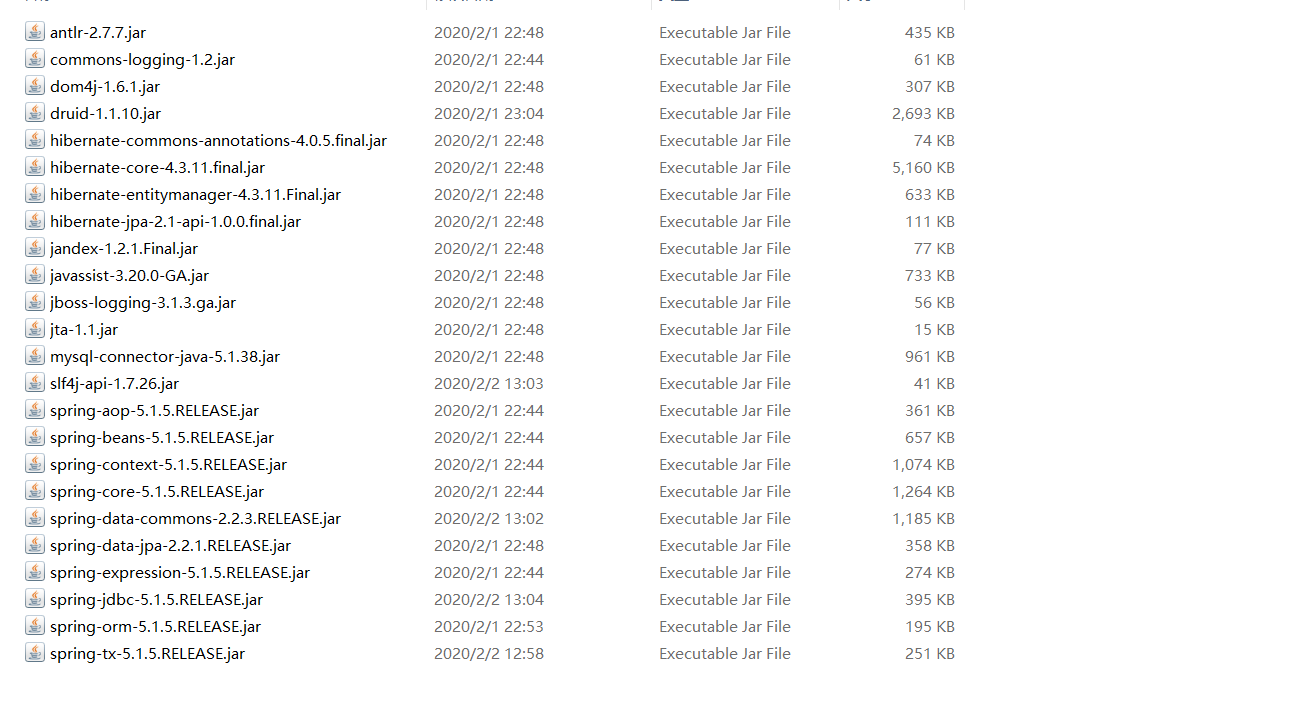 antlr-2.7.7.jar 2020/2/1 22:48 Executable Jar File 435 KB
commons-logging-1.2.jar 2020/2/1 22:44 Executable Jar File 61 KB
dom4j-1.6.1.jar 2020/2/1 22:48 Executable Jar File 307 KB
druid-1.1.10.jar 2020/2/1 23:04 Executable Jar File 2,693 KB
hibernate-commons-annotations-4.0.5.final.jar 2020/2/1 22:48 Executable Jar File 74 KB
hibernate-core-4.3.11.final.jar 2020/2/1 22:48 Executable Jar File 5,160 KB
hibernate-entitymanager-4.3.11.Final.jar 2020/2/1 22:48 Executable Jar File 633 KB
hibernate-jpa-2.1-api-1.0.0.final.jar 2020/2/1 22:48 Executable Jar File 111 KB
jandex-1.2.1.Final.jar 2020/2/1 22:48 Executable Jar File 77 KB
javassist-3.20.0-GA.jar 2020/2/1 22:48 Executable Jar File 733 KB
jboss-logging-3.1.3.ga.jar 2020/2/1 22:48 Executable Jar File 56 KB
jta-1.1.jar 2020/2/1 22:48 Executable Jar File 15 KB
mysql-connector-java-5.1.38.jar 2020/2/1 22:48 Executable Jar File 961 KB
slf4j-api-1.7.26.jar 2020/2/2 13:03 Executable Jar File 41 KB
spring-aop-5.1.5.RELEASE.jar 2020/2/1 22:44 Executable Jar File 361 KB
spring-beans-5.1.5.RELEASE.jar 2020/2/1 22:44 Executable Jar File 657 KB
spring-context-5.1.5.RELEASE.jar 2020/2/1 22:44 Executable Jar File 1,074 KB
spring-core-5.1.5.RELEASE.jar 2020/2/1 22:44 Executable Jar File 1,264 KB
spring-data-commons-2.2.3.RELEASE.jar 2020/2/2 13:02 Executable Jar File 1,185 KB
spring-data-jpa-2.2.1.RELEASE.jar 2020/2/1 22:48 Executable Jar File 358 KB
spring-expression-5.1.5.RELEASE.jar 2020/2/1 22:44 Executable Jar File 274 KB
spring-jdbc-5.1.5.RELEASE.jar 2020/2/2 13:04 Executable Jar File 395 KB
spring-orm-5.1.5.RELEASE.jar 2020/2/1 22:53 Executable Jar File 195 KB
spring-tx-5.1.5.RELEASE.jar 2020/2/2 12:58 Executable Jar File 251 KB